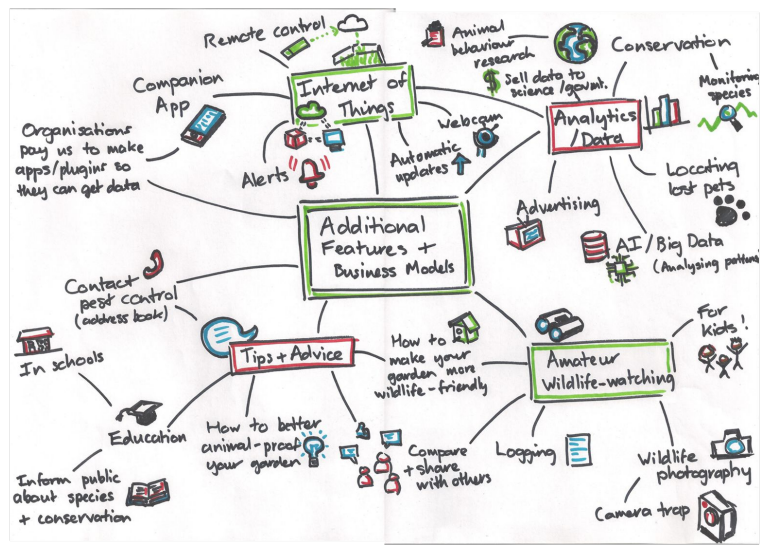 Remote control
Companion
App
Internet of
Things
Alerts
Webcam
Automatic
updates
Organisations
pay us to make
apps/plugins so
they can get data
Animal
behaviour
research
$ Sell data to
science/govmt.
Conservation
Monitoring
species
Analytics
/Data
Locating
lost pets
Advertising
AI/Big Data
(Analysing patterns
Additional
Features +
Business Models
Contact
pest control
(address book)
Tips + Advice
In schools
Education
Inform public
about species
+ conservation
How to better
animal-proof
your garden
How to
make your
garden more
wildlife-friendly
Compare
+ share
with others
Amateur
Wildlife-watching
For
kids!
Logging
Wildlife
photography
Camera trap